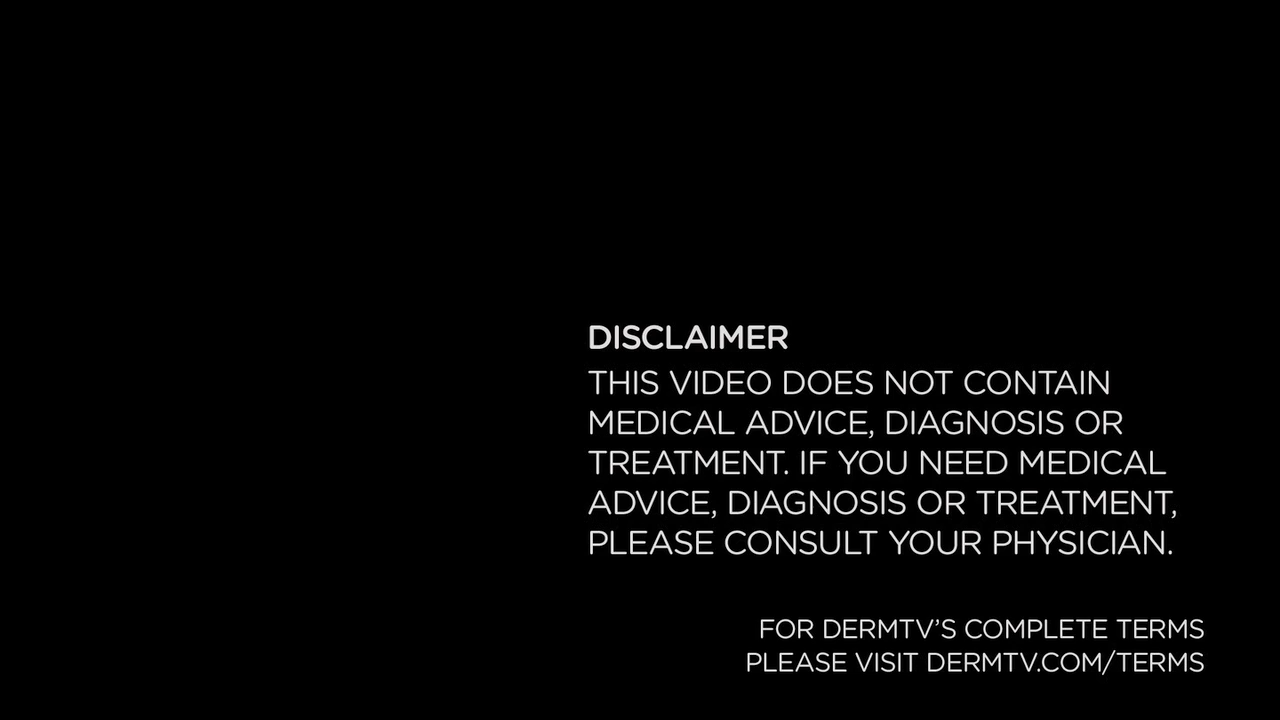 DISCLAIMER
THIS VIDEO DOES NOT CONTAIN
MEDICAL ADVICE, DIAGNOSIS OR
TREATMENT. IF YOU NEED MEDICAL
ADVICE, DIAGNOSIS OR TREATMENT,
PLEASE CONSULT YOUR PHYSICIAN.
FOR DERMTV’S COMPLETE TERMS
PLEASE VISIT DERMTV.COM/TERMS